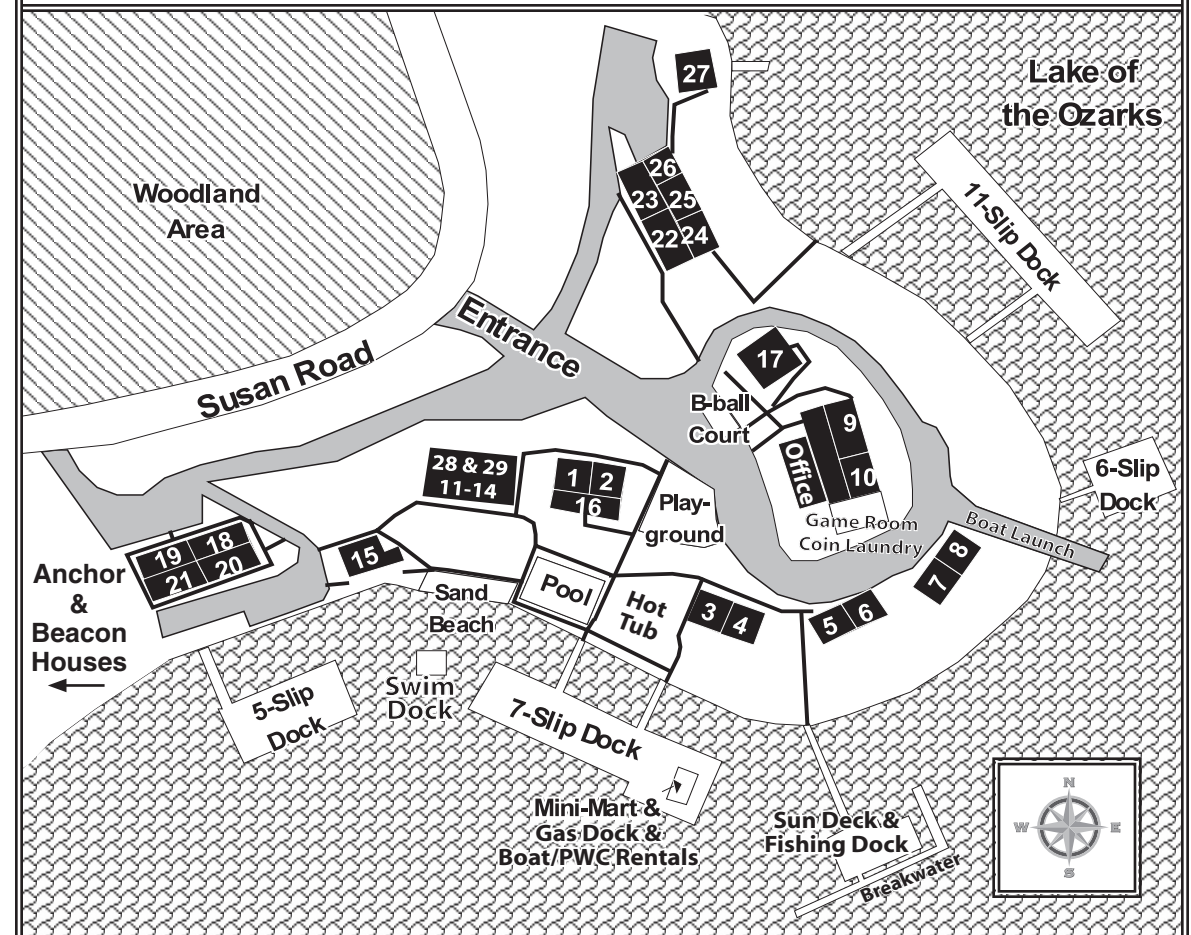 27
Lake of
the Ozarks
Woodland
Area
26
23 25
22 24
11-Slip Dock
Entrance
Susan Road
17
B-ball
Court
9
10
Office
Game Room
Coin Laundry
6-Slip
Dock
Boat Launch
28 & 29
11-14
1 2
16
Play-
ground
19 18
21 20
15
8
7
Anchor
&
Beacon
Houses
Sand
Beach
Pool
Hot
Tub
3 4
5 6
Swim
Dock
5-Slip
Dock
7-Slip Dock
Mini-Mart &
Gas Dock &
Boat/PWC Rentals
Sun Deck &
Fishing Dock
Breakwater
N
W E
S